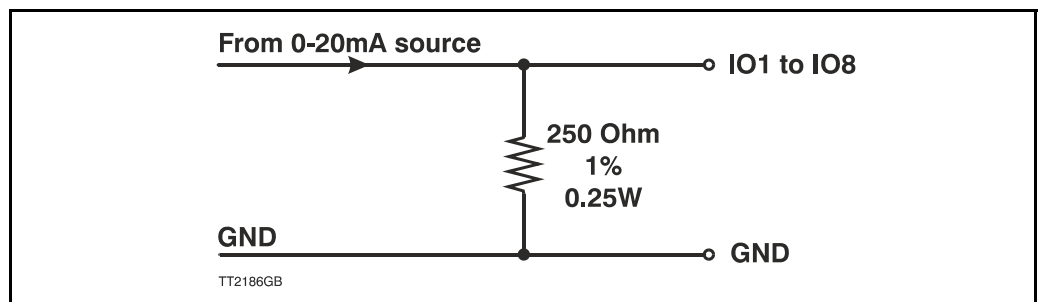 From 0-20mA source
IO1 to IO8
250 Ohm
1%
0.25W
GND
GND
TT2186GB